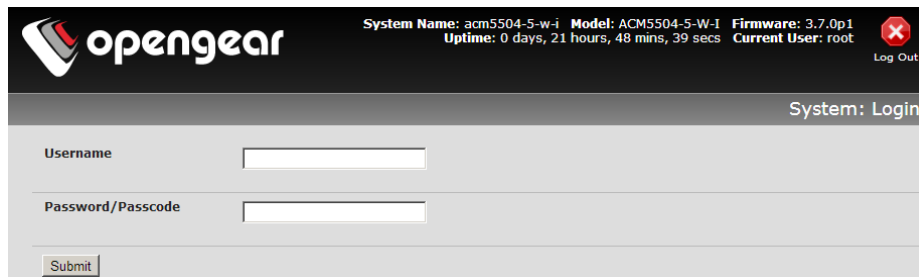 opengear
System Name: acm5504-5-w-i Model: ACM5504-5-W-I Firmware: 3.7.0p1
Uptime: 0 days, 21 hours, 48 mins, 39 secs Current User: root
Log Out
System: Login
Username
Password/Passcode
Submit